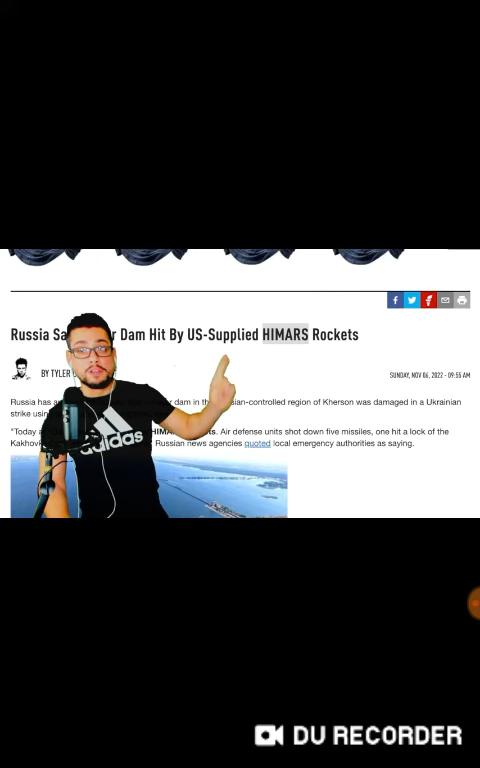 Russia Sa r Dam Hit By US-Supplied HIMARS Rockets
BY TYLER
SUNDAY, NOV 06, 2022 - 09:55 AM
Russia has a dam in th sian-controlled region of Kherson was damaged in a Ukrainian
strike usin
"Today a HIMA s. Air defense units shot down five missiles, one hit a lock of the
Kakhovk Russian news agencies quoted local emergency authorities as saying.
adidas
DU RECORDER